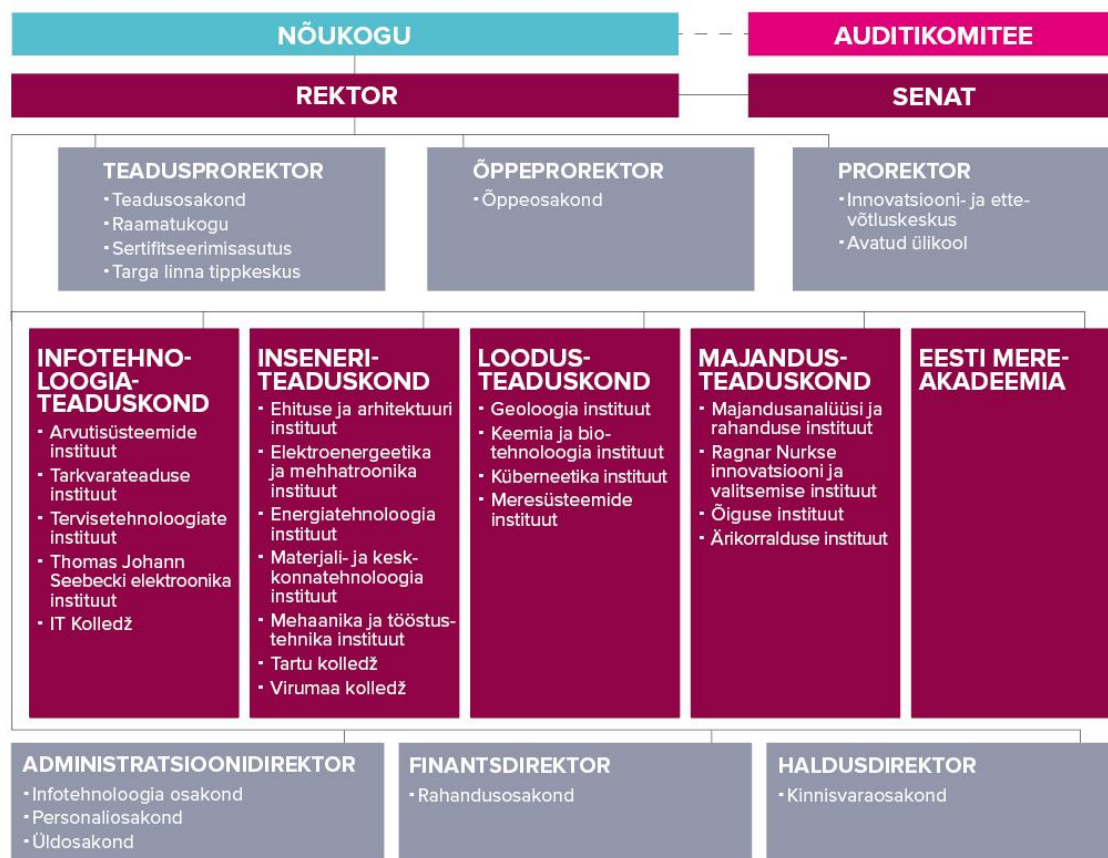 NÕUKOGU
AUDITIKOMITEE
REKTOR
SENAT
TEADUSPROREKTOR
▪ Teadusosakond
▪ Raamatukogu
▪ Sertifitseerimisasutus
▪ Targa linna tippkeskus
ÕPPEPROREKTOR
▪ Õppeosakond
PROREKTOR
▪ Innovatsiooni- ja ette-
võtluskeskus
▪ Avatud ülikool
INFOTEHNO-
LOOGIA-
TEADUSKOND
▪ Arvutisüsteemide
instituut
▪ Tarkvarateaduse
instituut
▪ Tervisetehnoloogiate
instituut
▪ Thomas Johann
Seebecki elektroonika
instituut
▪ IT Kolledž
INSENERI-
TEADUSKOND
▪ Ehituse ja arhitektuuri
instituut
▪ Elektroenergeetika
ja mehhatroonika
instituut
▪ Energiatehnoloogia
instituut
▪ Materjali- ja kesk-
konnatehnoloogia
instituut
▪ Mehaanika ja tööstus-
tehnika instituut
▪ Tartu kolledž
▪ Virumaa kolledž
LOODUS-
TEADUSKOND
▪ Geoloogia instituut
▪ Keemia ja bio-
tehnoloogia instituut
▪ Küberneetika instituut
▪ Meresüsteemide
instituut
MAJANDUS-
TEADUSKOND
▪ Majandusanalüüsi ja
rahanduse instituut
▪ Ragnar Nurkse
innovatsiooni ja
valitsemise instituut
▪ Õiguse instituut
▪ Ärikorralduse instituut
EESTI MERE-
AKADEEMIA
ADMINISTRATSIOONIDIREKTOR
▪ Infotehnoloogia osakond
▪ Personaliosakond
▪ Üldosakond
FINANTSDIREKTOR
▪ Rahandusosakond
HALDUSDIREKTOR
▪ Kinnisvaraosakond